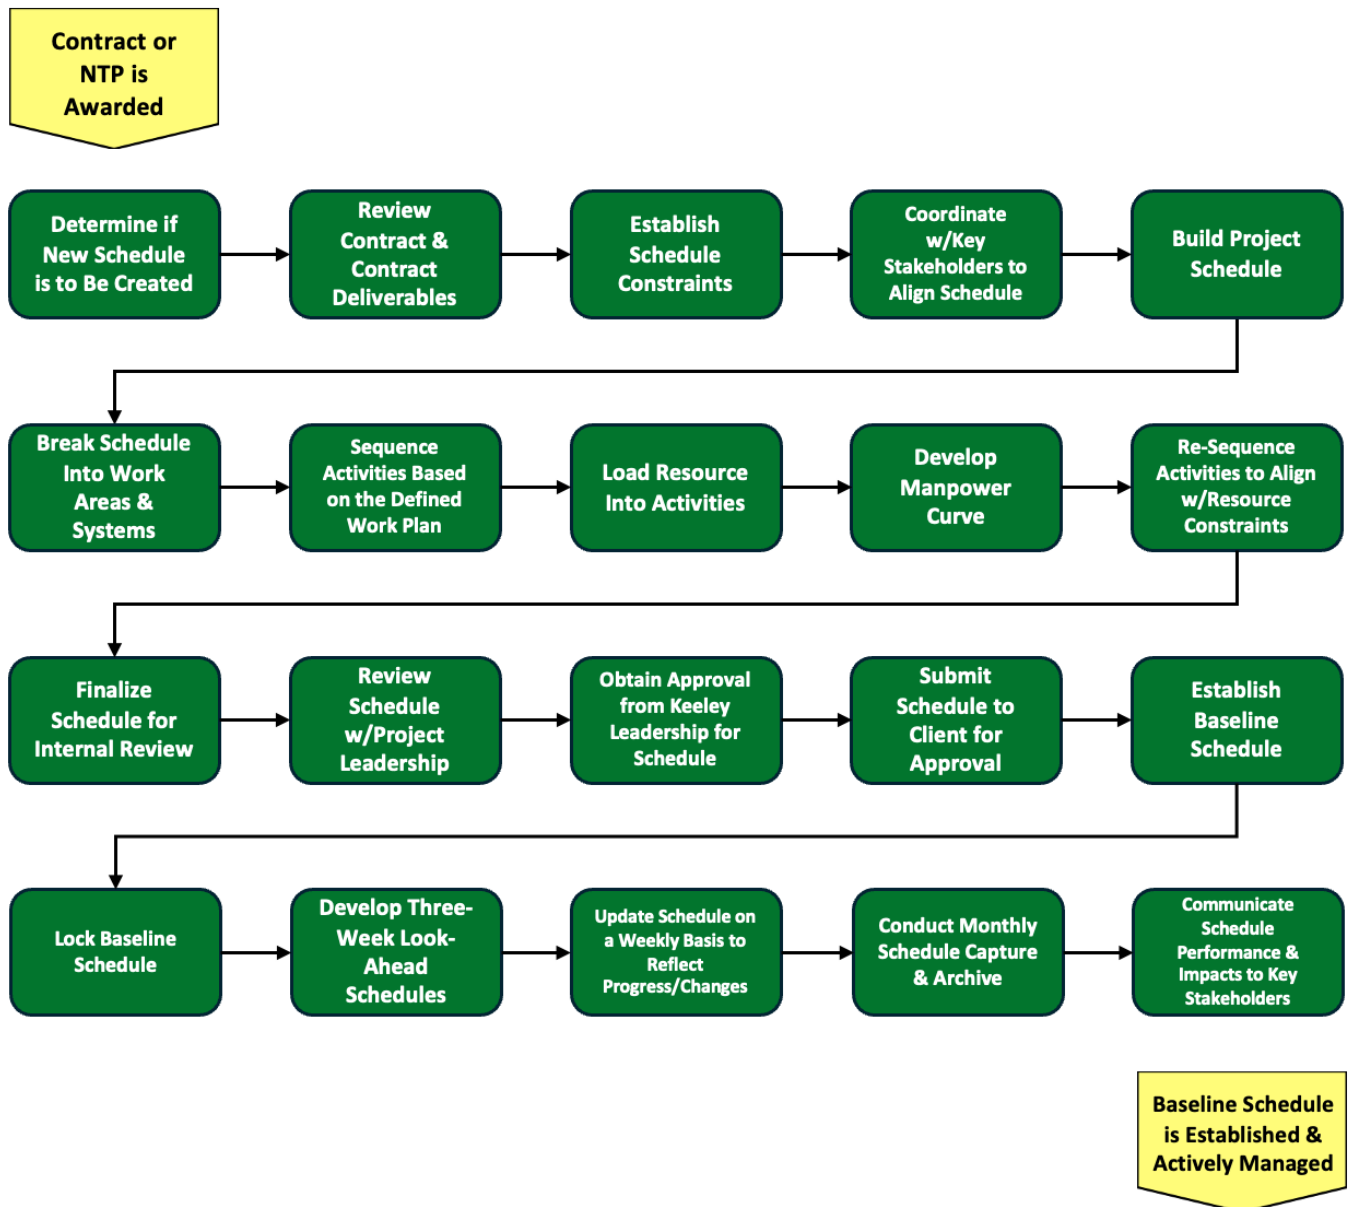 Contract or
NTP is
Awarded
Determine if
New Schedule
is to Be Created
Review
Contract &
Contract
Deliverables
Establish
Schedule
Constraints
Coordinate
w/Key
Stakeholders to
Align Schedule
Build Project
Schedule
Break Schedule
Into Work
Areas &
Systems
Sequence
Activities Based
on the Defined
Work Plan
Load Resource
Into Activities
Develop
Manpower
Curve
Re-Sequence
Activities to Align
w/Resource
Constraints
Finalize
Schedule for
Internal Review
Review
Schedule
w/Project
Leadership
Obtain Approval
from Keeley
Leadership for
Schedule
Submit
Schedule to
Client for
Approval
Establish
Baseline
Schedule
Lock Baseline
Schedule
Develop Three-
Week Look-
Ahead
Schedules
Update Schedule on
a Weekly Basis to
Reflect
Progress/Changes
Conduct Monthly
Schedule Capture
& Archive
Communicate
Schedule
Performance &
Impacts to Key
Stakeholders
Baseline Schedule
is Established &
Actively Managed